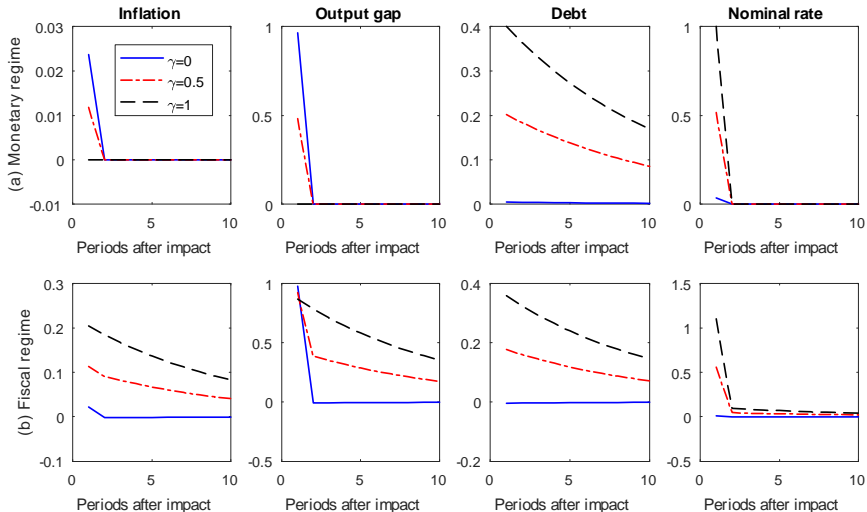 Inflation
Output gap
Debt
Nominal rate
(a) Monetary regime
0.04
0.03
0.02
0.01
0
-0.01
γ=0
γ=0.5
γ=1
0 5 10
Periods after impact
1
0.5
0
0 5 10
Periods after impact
0.4
0.3
0.2
0.1
0
0 5 10
Periods after impact
1
0.5
0
0 5 10
Periods after impact
(b) Fiscal regime
0.3
0.2
0.1
0
-0.1
0 5 10
Periods after impact
1
0.5
0
-0.5
0 5 10
Periods after impact
0.4
0.2
0
-0.2
0 5 10
Periods after impact
1.5
1
0.5
0
-0.5
0 5 10
Periods after impact